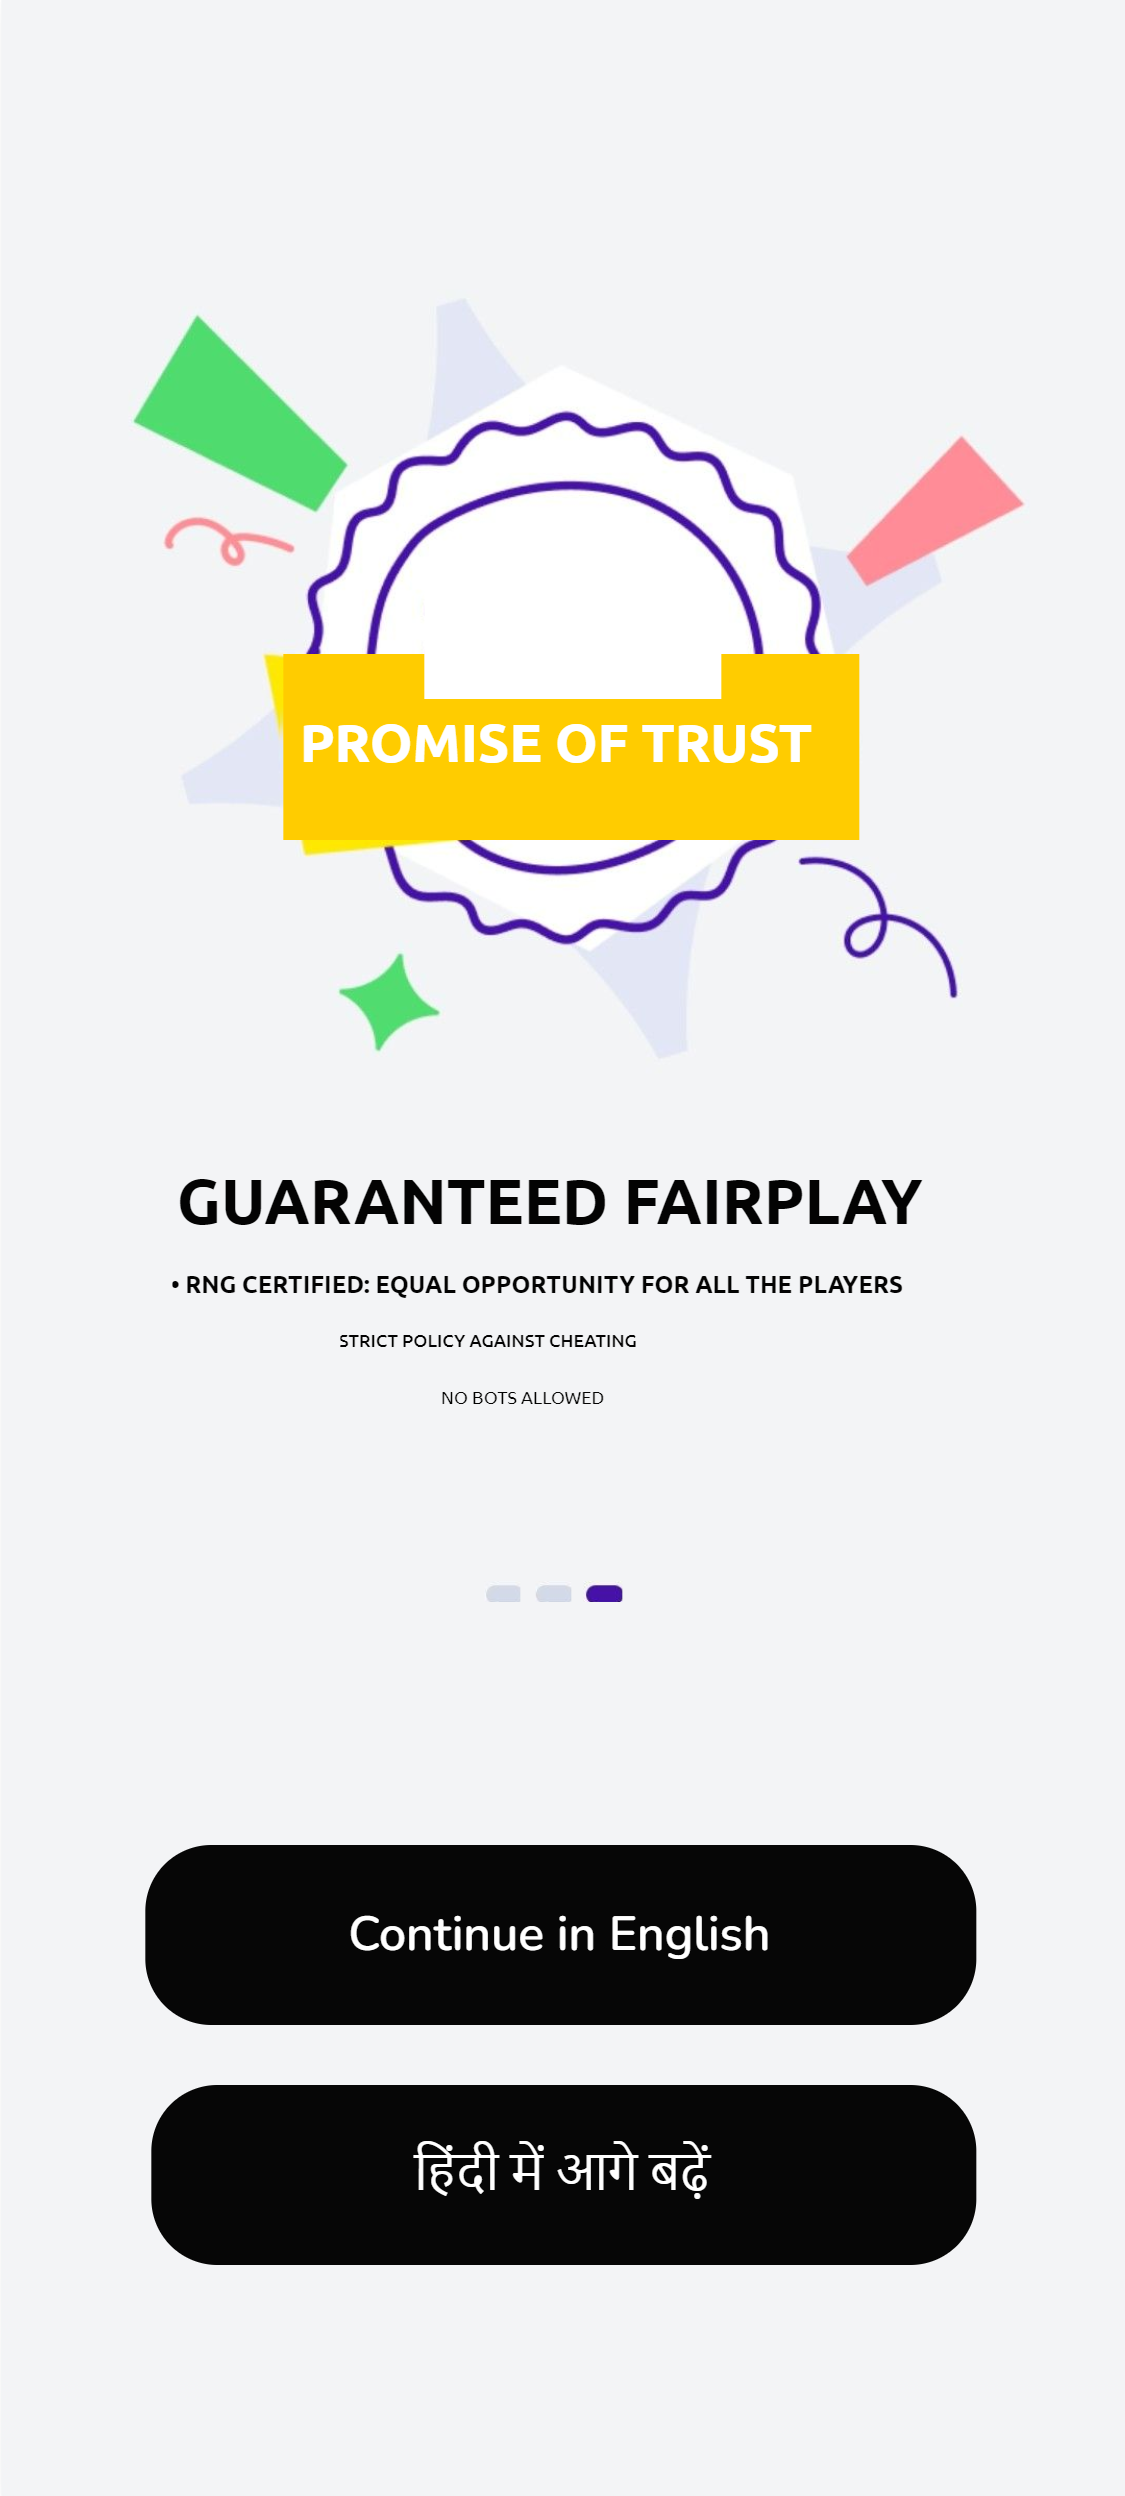 PROMISE OF TRUST
GUARANTEED FAIRPLAY
• RNG CERTIFIED: EQUAL OPPORTUNITY FOR ALL THE PLAYERS
STRICT POLICY AGAINST CHEATING
NO BOTS ALLOWED
Continue in English
हिंदी में आगे बढ़ें